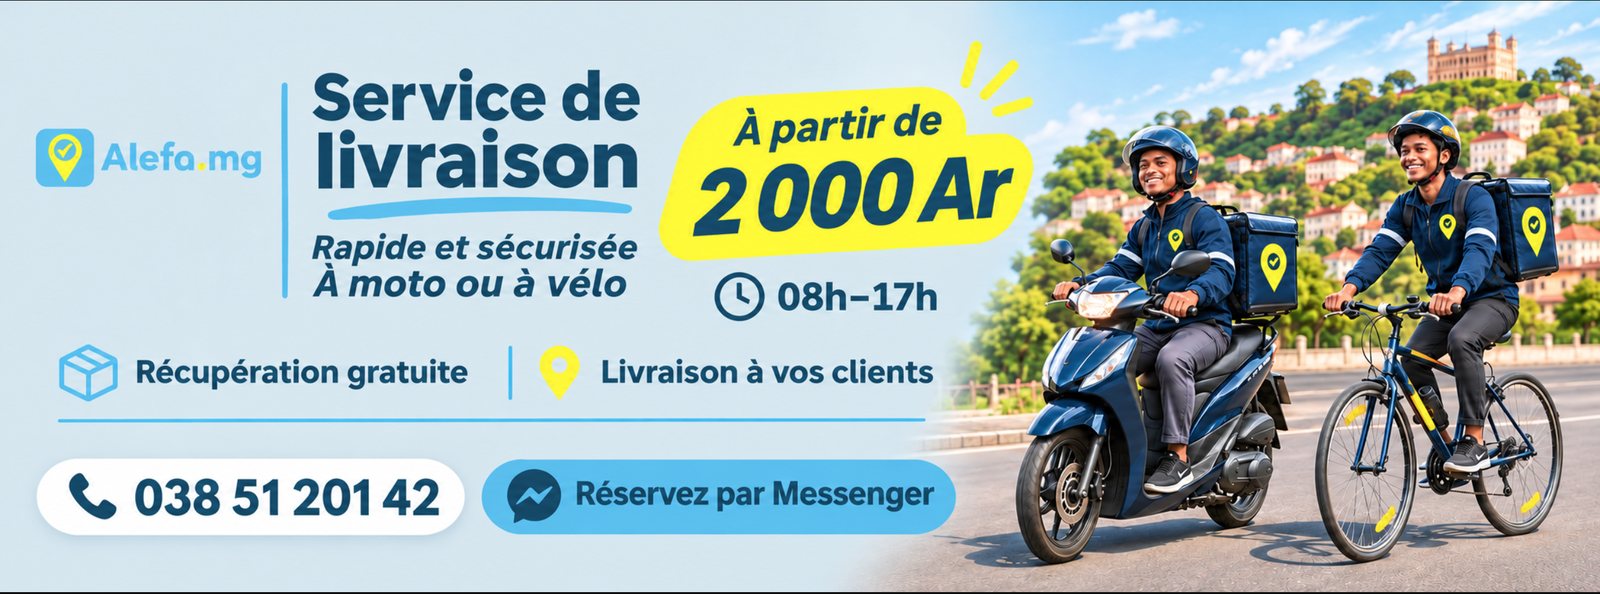 Alefa.mg
Service de
livraison
Rapide et sécurisée
À moto ou à vélo
À partir de
2 000 Ar
08h–17h
Récupération gratuite
Livraison à vos clients
038 51 201 42
Réservez par Messenger